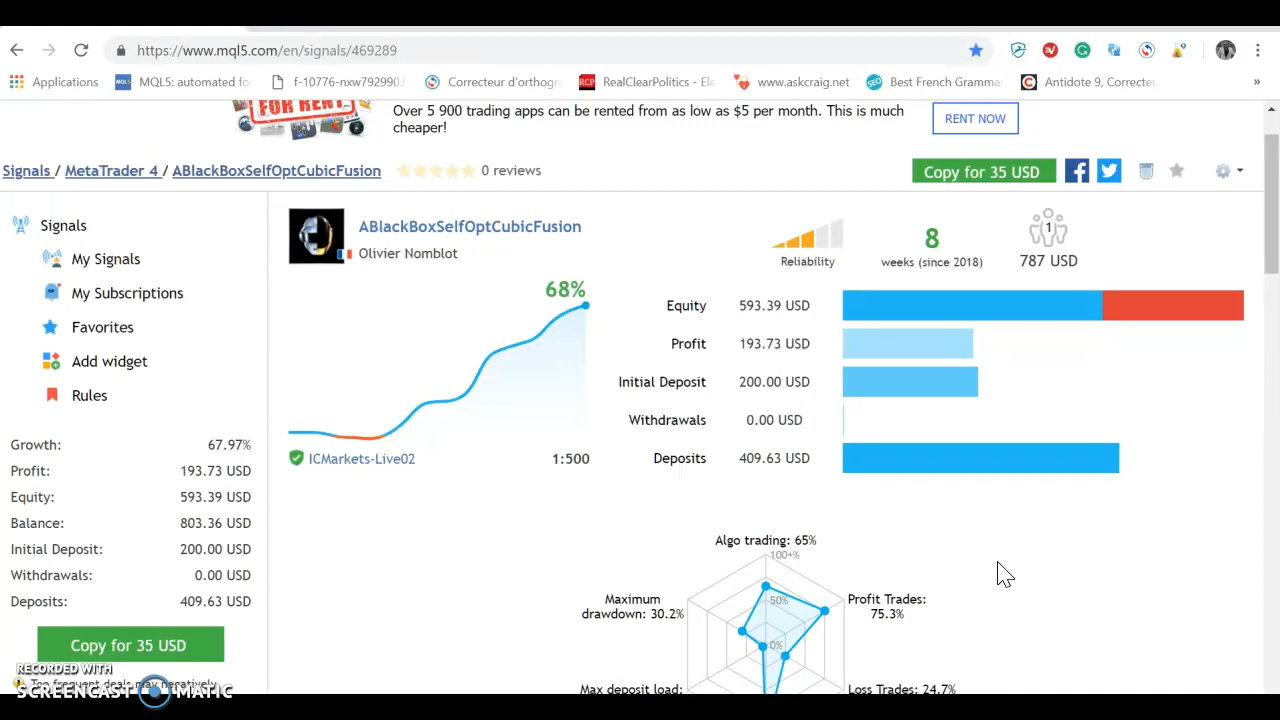 https://www.mql5.com/en/signals/469289
Applications MQL5: automated fo f-10776-nxw792990. Correcteur d'orthogr RealClearPolitics - Ele www.askcraig.net Best French Gramma Antidote 9, Correcte »
FOR RENT
Over 5 900 trading apps can be rented from as low as $5 per month. This is much
cheaper!
RENT NOW
Signals / MetaTrader 4 / ABlackBoxSelfOptCubicFusion 0 reviews
Copy for 35 USD
Signals
My Signals
My Subscriptions
Favorites
Add widget
Rules
Growth: 67.97%
Profit: 193.73 USD
Equity: 593.39 USD
Balance: 803.36 USD
Initial Deposit: 200.00 USD
Withdrawals: 0.00 USD
Deposits: 409.63 USD
Copy for 35 USD
Top frequent deals may negatively
RECORDED WITH
SCREENCAST MATIC
ABlackBoxSelfOptCubicFusion
Olivier Nomblot
Reliability
8
weeks (since 2018)
1
787 USD
68%
ICMarkets-Live02 1:500
Equity 593.39 USD
Profit 193.73 USD
Initial Deposit 200.00 USD
Withdrawals 0.00 USD
Deposits 409.63 USD
Algo trading: 65%
100+%
Maximum
drawdown: 30.2%
50%
Profit Trades:
75.3%
0%
Max deposit load:
Loss Trades: 24.7%